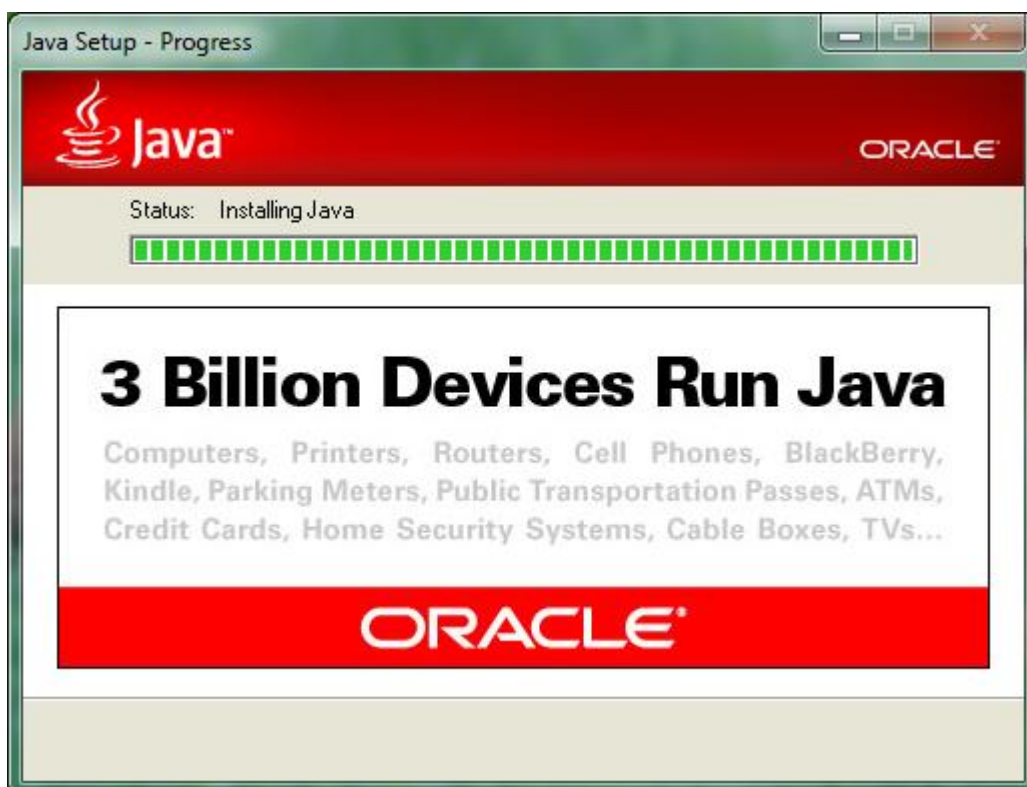 Java Setup - Progress
Java™
ORACLE®
Status: Installing Java
3 Billion Devices Run Java
Computers, Printers, Routers, Cell Phones, BlackBerry,
Kindle, Parking Meters, Public Transportation Passes, ATMs,
Credit Cards, Home Security Systems, Cable Boxes, TVs...
ORACLE®